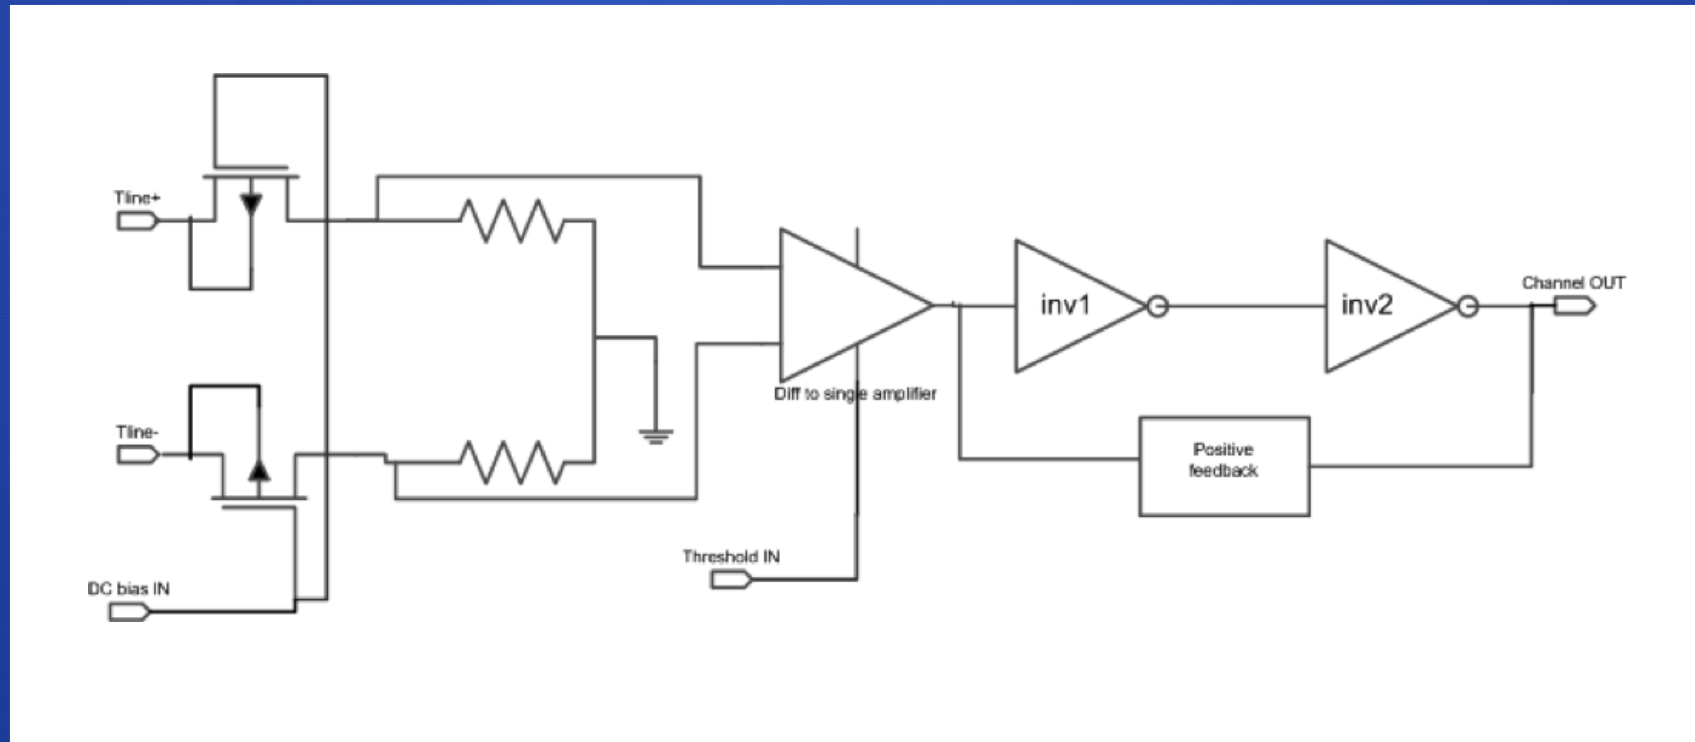 Tline+
Tline-
DC bias IN
Diff to single amplifier
Threshold IN
inv1
inv2
Channel OUT
Positive
feedback